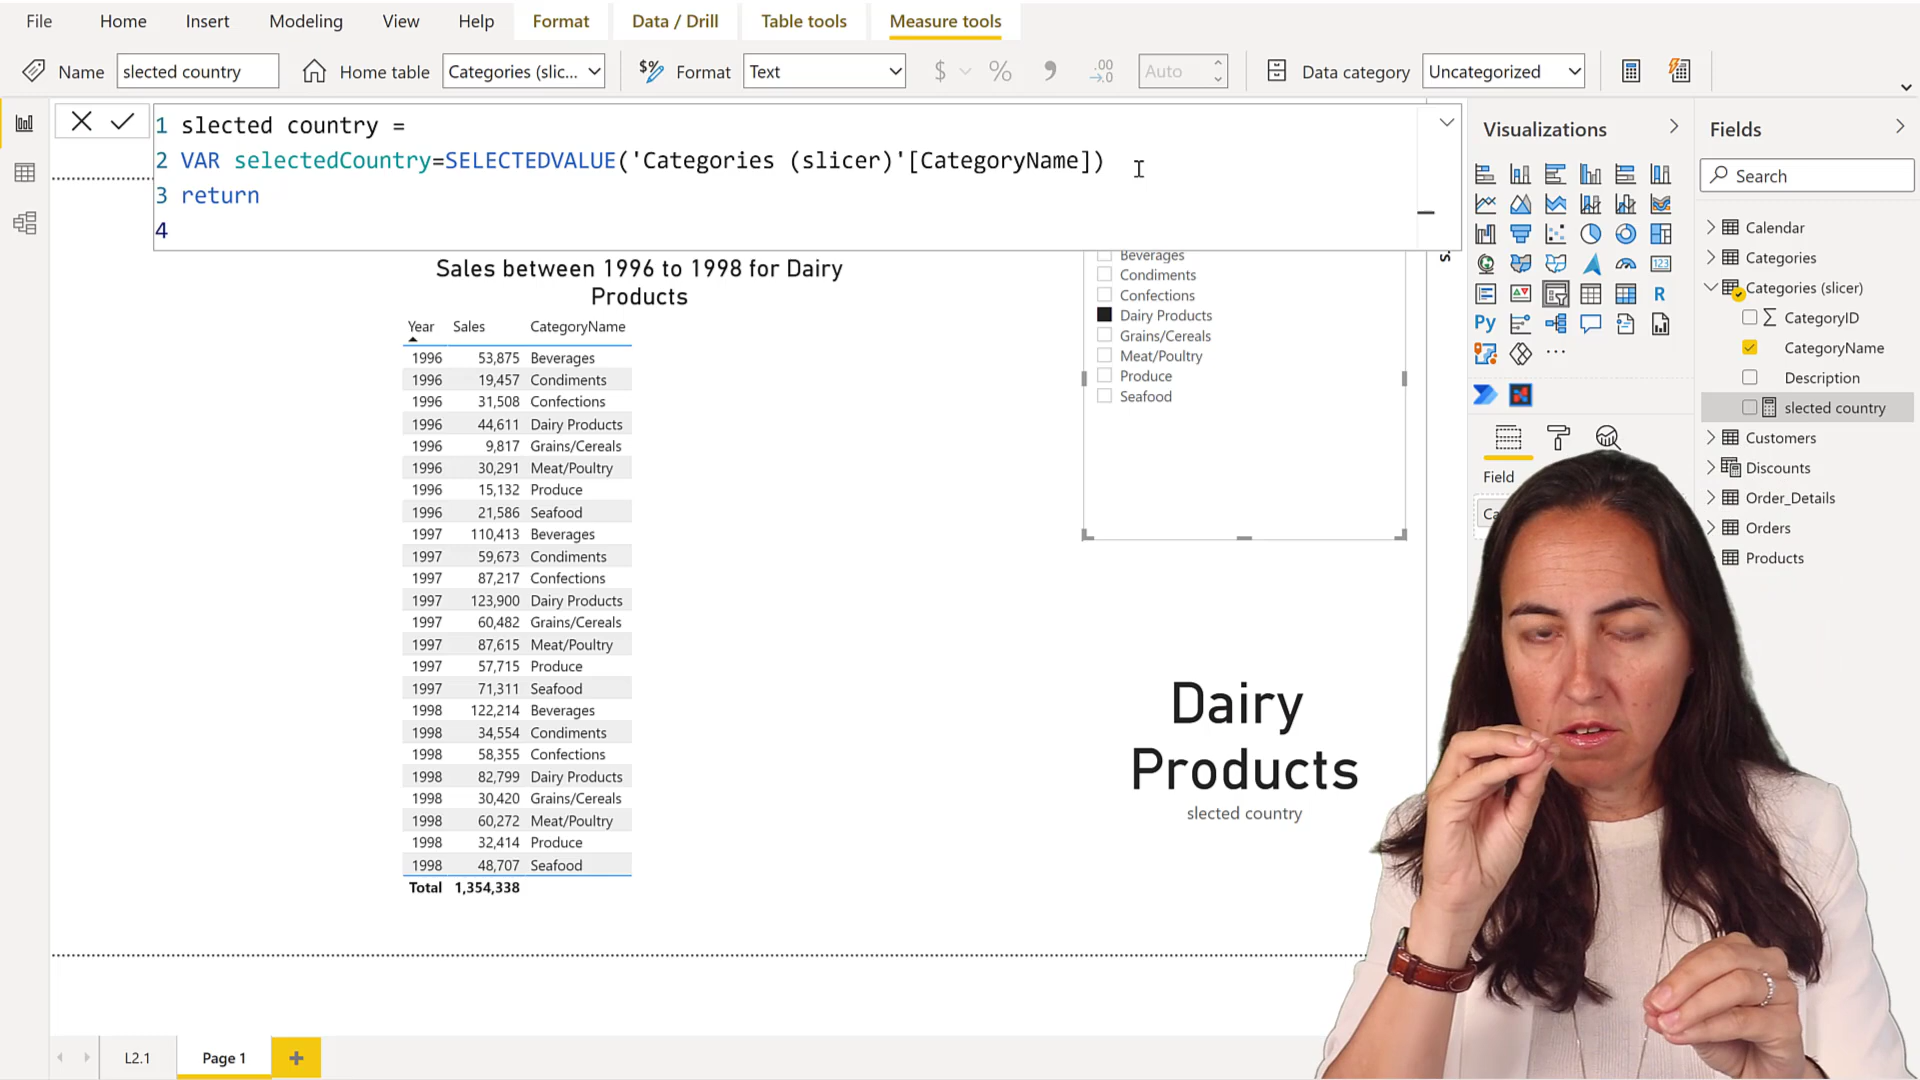 File Home Insert Modeling View Help Format Data / Drill Table tools Measure tools
Name slected country Home table Categories (slic... Format Text $ % Auto Data category Uncategorized
1 slected country =
2 VAR selectedCountry=SELECTEDVALUE('Categories (slicer)'[CategoryName])
3 return
4
Sales between 1996 to 1998 for Dairy
Products
Year Sales CategoryName
1996 53,875 Beverages
1996 19,457 Condiments
1996 31,508 Confections
1996 44,611 Dairy Products
1996 9,817 Grains/Cereals
1996 30,291 Meat/Poultry
1996 15,132 Produce
1996 21,586 Seafood
1997 110,413 Beverages
1997 59,673 Condiments
1997 87,217 Confections
1997 123,900 Dairy Products
1997 60,482 Grains/Cereals
1997 87,615 Meat/Poultry
1997 57,715 Produce
1997 71,311 Seafood
1998 122,214 Beverages
1998 34,554 Condiments
1998 58,355 Confections
1998 82,799 Dairy Products
1998 30,420 Grains/Cereals
1998 60,272 Meat/Poultry
1998 32,414 Produce
1998 48,707 Seafood
Total 1,354,338
Beverages
Condiments
Confections
Dairy Products
Grains/Cereals
Meat/Poultry
Produce
Seafood
Dairy
Products
slected country
Visualizations
123
R
Py
Field
Ca
Fields
Search
Calendar
Categories
Categories (slicer)
CategoryID
CategoryName
Description
slected country
Customers
Discounts
Order_Details
Orders
Products
L2.1 Page 1